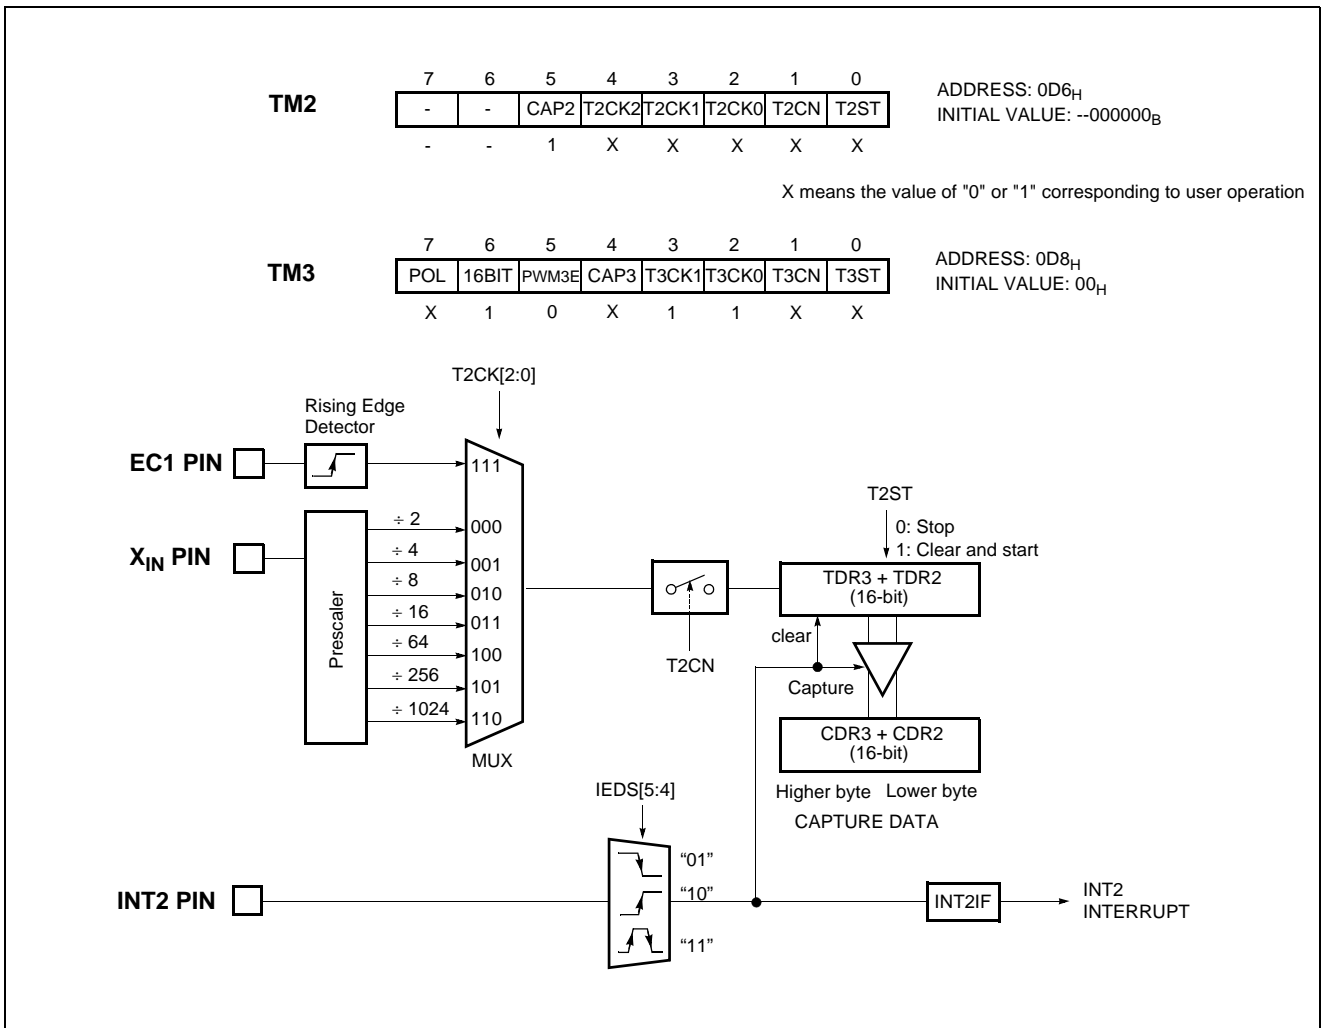 7 6 5 4 3 2 1 0
TM2
- - CAP2 T2CK2 T2CK1 T2CK0 T2CN T2ST
- - 1 X X X X X
ADDRESS: 0D6H
INITIAL VALUE: --000000B
X means the value of "0" or "1" corresponding to user operation
7 6 5 4 3 2 1 0
TM3
POL 16BIT PWM3E CAP3 T3CK1 T3CK0 T3CN T3ST
X 1 0 X 1 1 X X
ADDRESS: 0D8H
INITIAL VALUE: 00H
T2CK[2:0]
Rising Edge
Detector
EC1 PIN
111
XIN PIN
Prescaler
÷ 2 000
÷ 4 001
÷ 8 010
÷ 16 011
÷ 64 100
÷ 256 101
÷ 1024 110
MUX
T2CN
T2ST
0: Stop
1: Clear and start
TDR3 + TDR2
(16-bit)
clear
Capture
CDR3 + CDR2
(16-bit)
Higher byte Lower byte
CAPTURE DATA
IEDS[5:4]
“01”
INT2 PIN
“10”
“11”
INT2IF
INT2
INTERRUPT